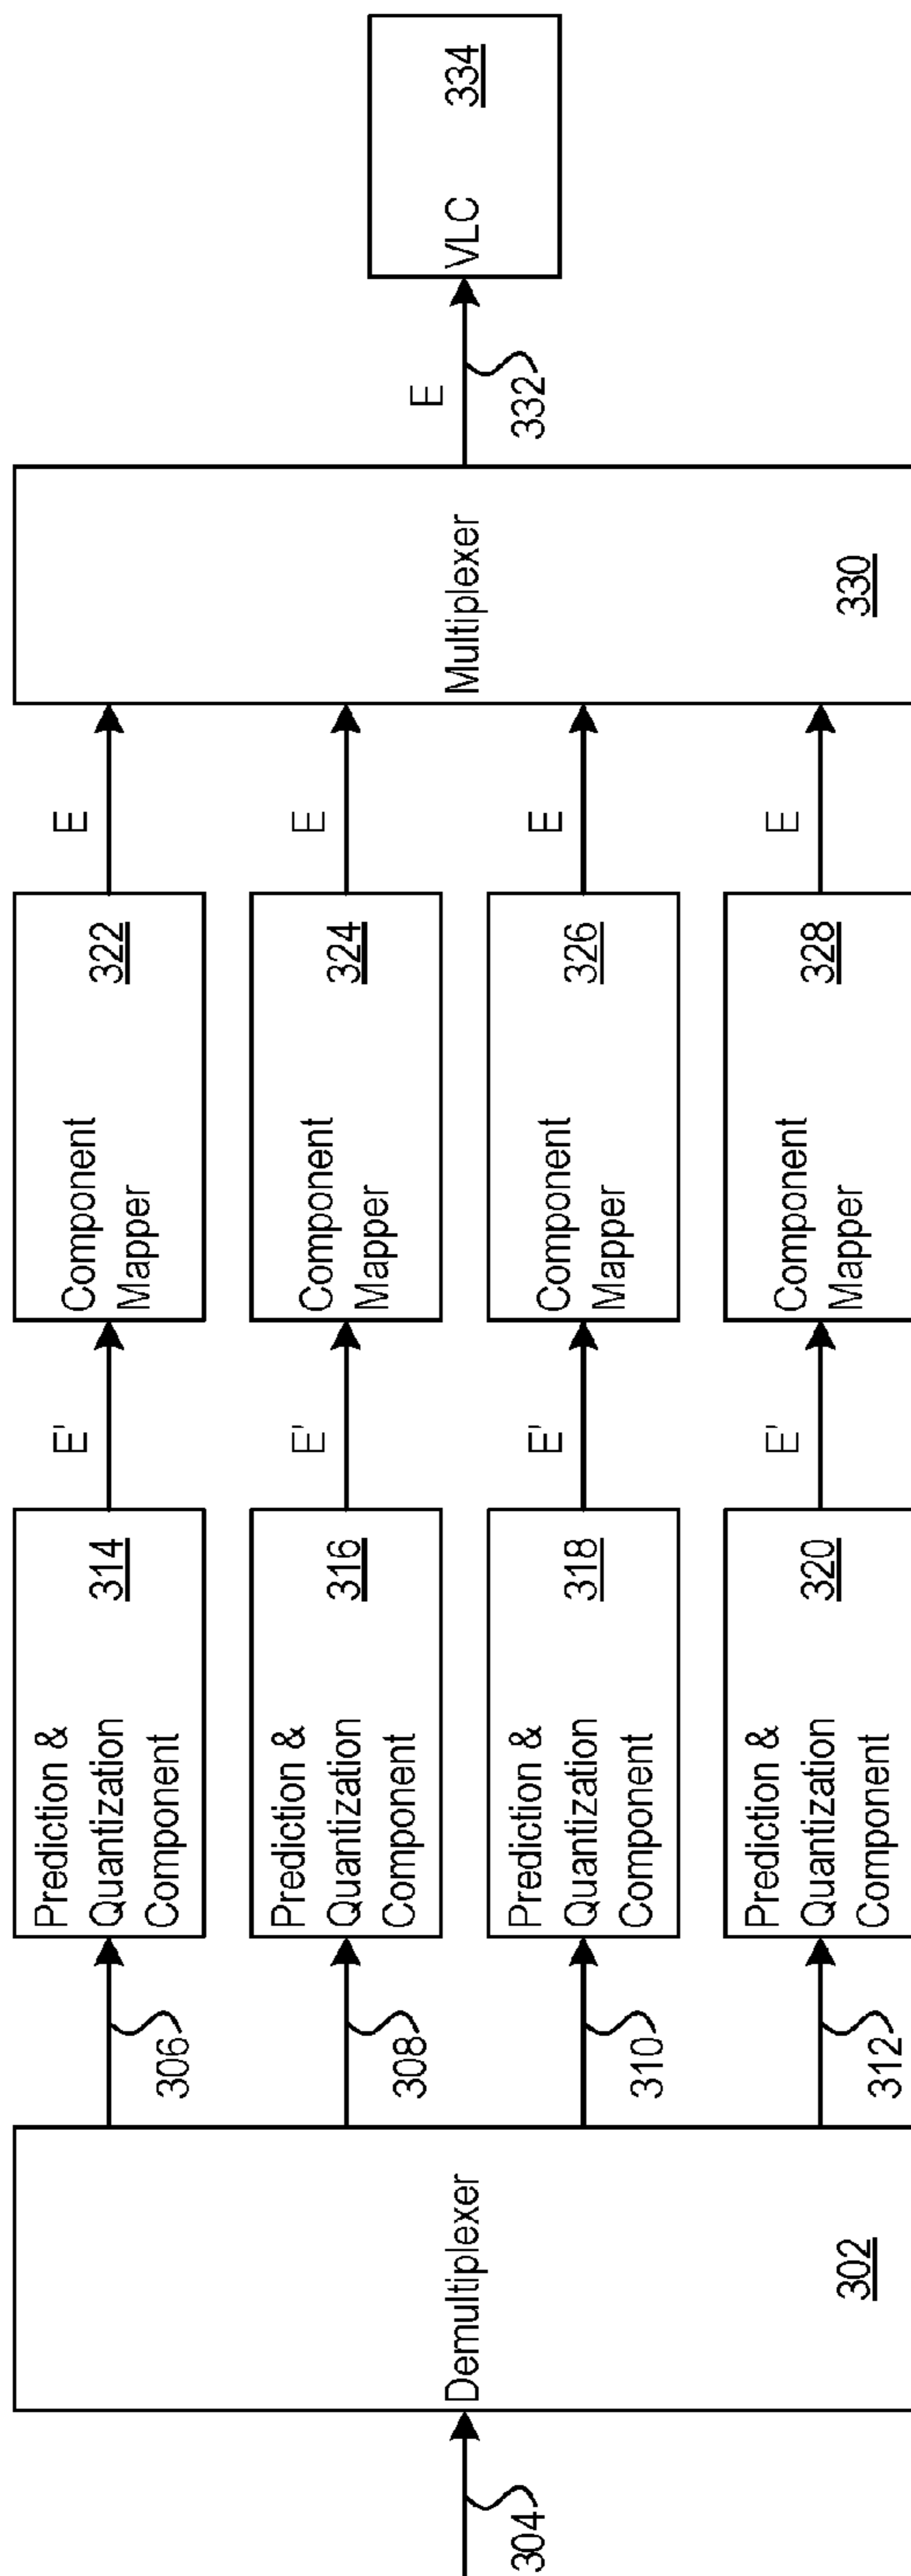 304
Demultiplexer
302
306
308
310
312
Prediction &
Quantization
Component
314
Prediction &
Quantization
Component
316
Prediction &
Quantization
Component
318
Prediction &
Quantization
Component
320
E'
E'
E'
E'
Component
Mapper
322
Component
Mapper
324
Component
Mapper
326
Component
Mapper
328
E
E
E
E
Multiplexer
330
E
332
VLC
334